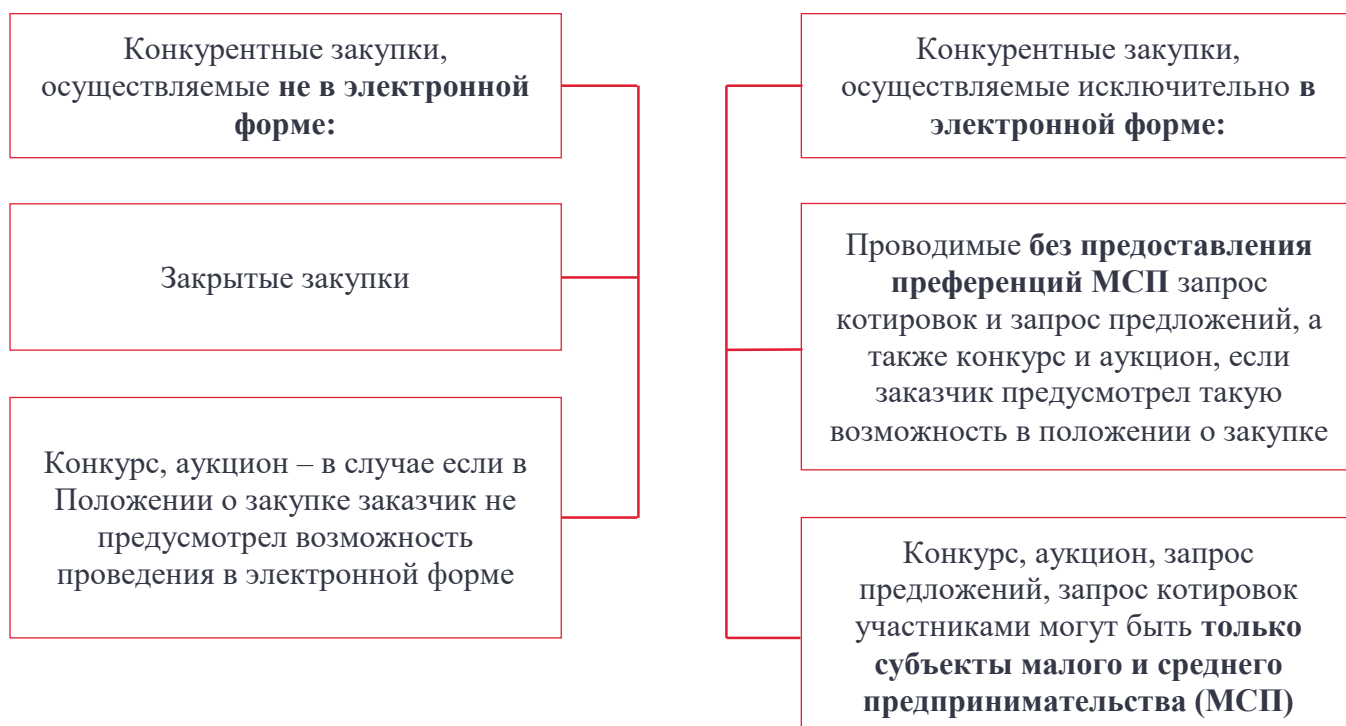 Конкурентные закупки,
осуществляемые не в электронной
форме:
Закрытые закупки
Конкурс, аукцион – в случае если в
Положении о закупке заказчик не
предусмотрел возможность
проведения в электронной форме
Конкурентные закупки,
осуществляемые исключительно в
электронной форме:
Проводимые без предоставления
преференций МСП запрос
котировок и запрос предложений, а
также конкурс и аукцион, если
заказчик предусмотрел такую
возможность в положении о закупке
Конкурс, аукцион, запрос
предложений, запрос котировок
участниками могут быть только
субъекты малого и среднего
предпринимательства (МСП)